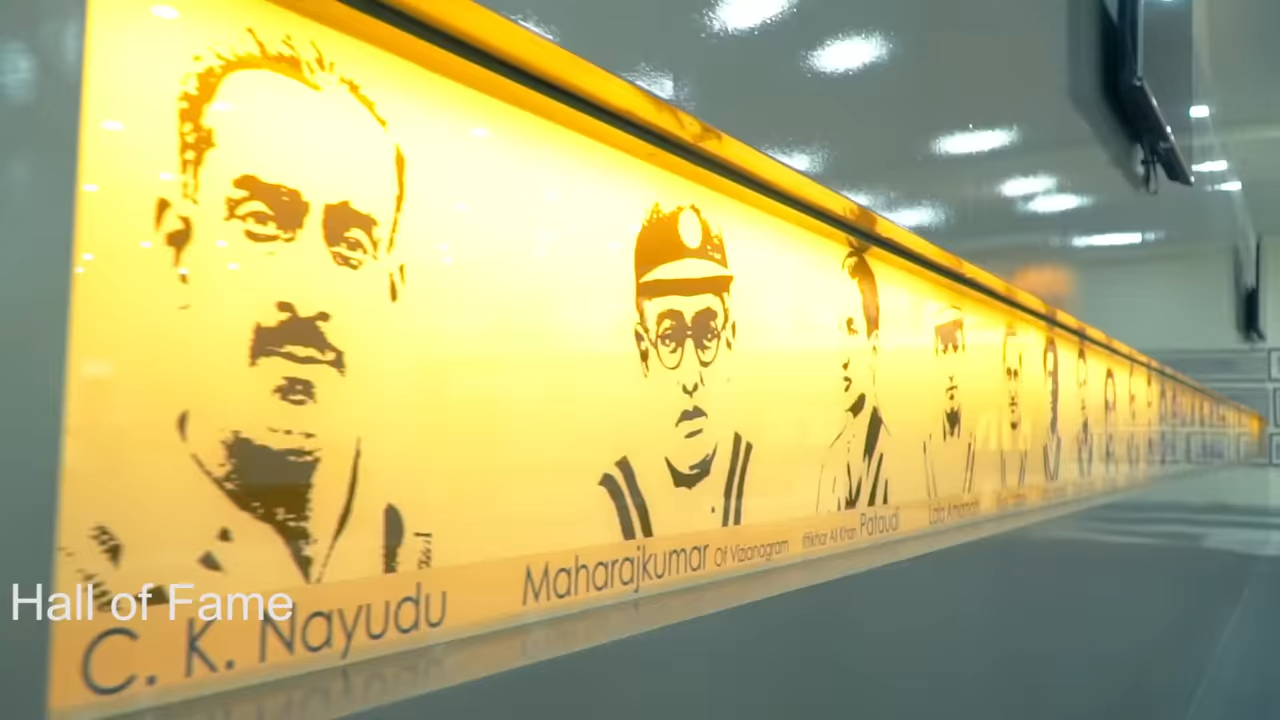 Hall of Fame
C. K. Nayudu
Maharajkumar Of Vizianagram
Iftikhar Ali Khan Pataudi
Lala Amarnath